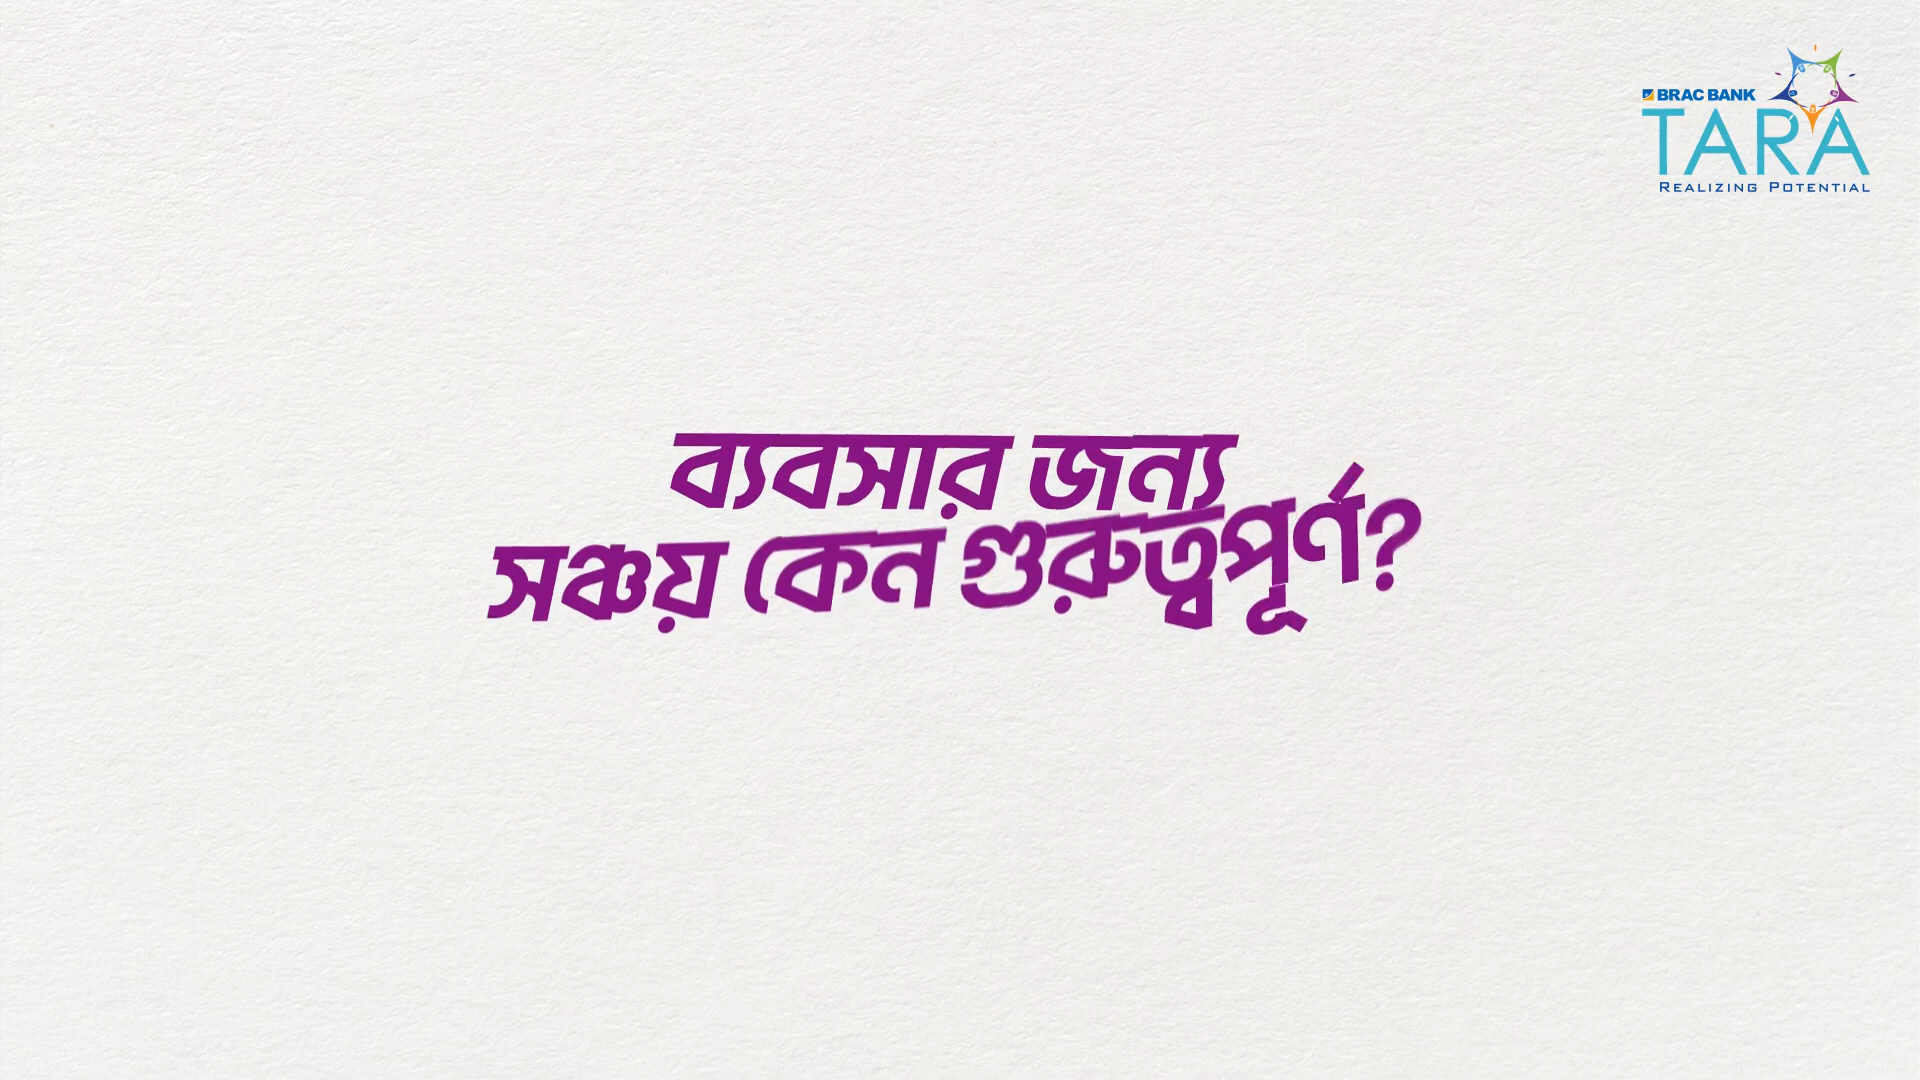 BRAC BANK
TARA
REALIZING POTENTIAL
ব্যবসার জন্য
সঞ্চয় কেন গুরুত্বপূর্ণ?